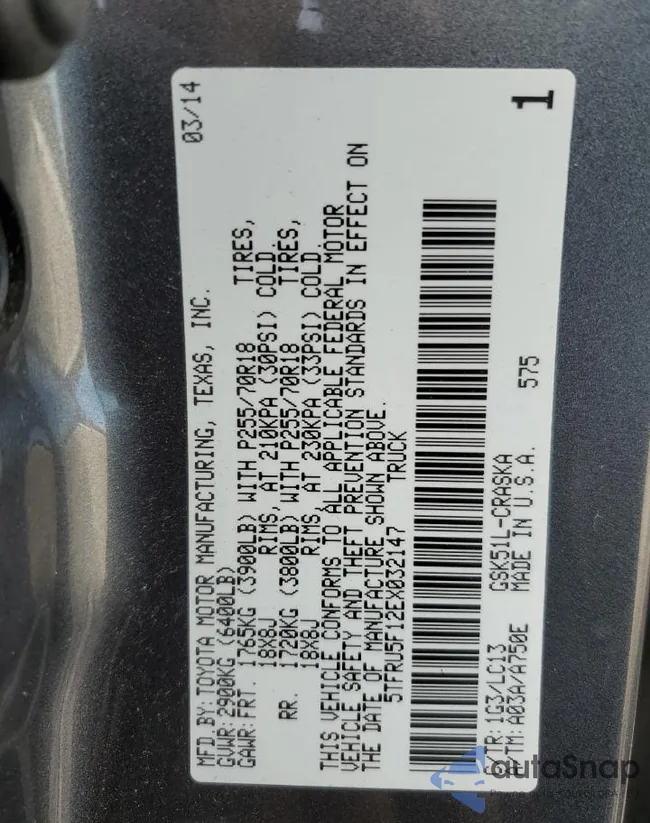 MFD.BY:TOYOTA MOTOR MANUFACTURING, TEXAS, INC. 03/14
GVWR:2900KG (6400LB)
GAWR:FRT. 1765KG (3900LB) WITH P255/70R18 TIRES,
18X8J RIMS, AT 210KPA (30PSI) COLD.
RR. 1720KG (3800LB) WITH P255/70R18 TIRES,
18X8J RIMS, AT 230KPA (33PSI) COLD.
THIS VEHICLE CONFORMS TO ALL APPLICABLE FEDERAL MOTOR
VEHICLE SAFETY AND THEFT PREVENTION STANDARDS IN EFFECT ON
THE DATE OF MANUFACTURE SHOWN ABOVE.
5TFRU5F12EX032147 TRUCK
1
TR: 1G3/LC13 GSK51L-CRASKA 575
TM: A03A/A750E MADE IN U.S.A.
autoSnap